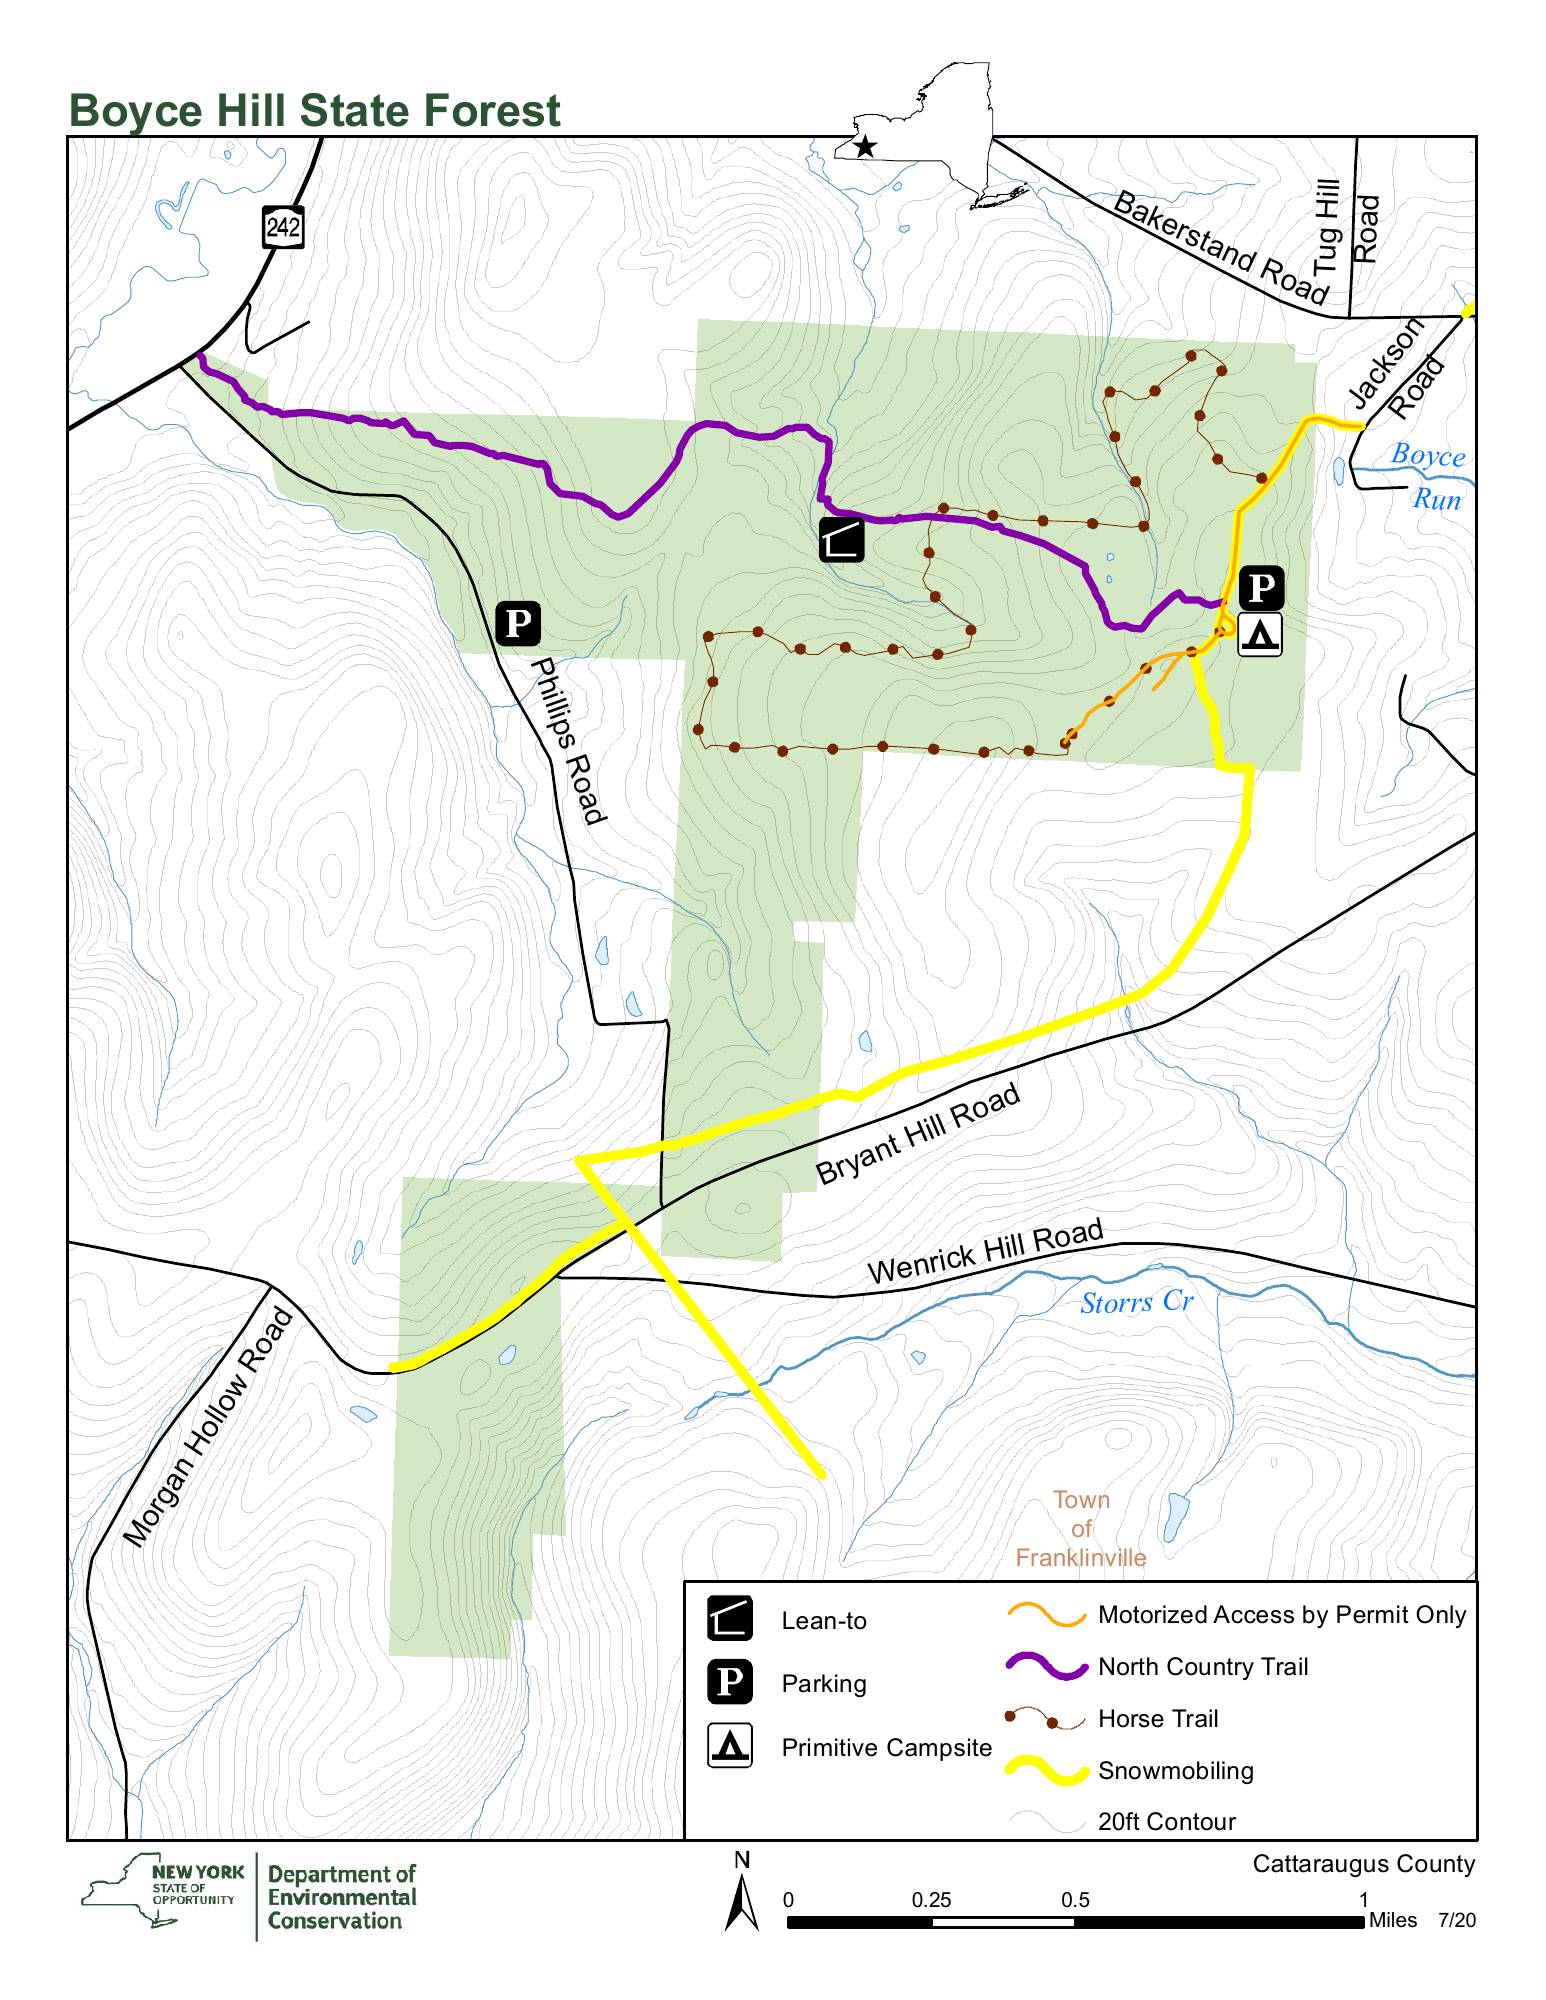 Boyce Hill State Forest
242
Bakerstand Road
Tug Hill
Road
Jackson
Road
Boyce
Run
P
P
Phillips Road
Bryant Hill Road
Wenrick Hill Road
Storrs Cr
Morgan Hollow Road
Town
of
Franklinville
Lean-to
P Parking
Primitive Campsite
Motorized Access by Permit Only
North Country Trail
Horse Trail
Snowmobiling
20ft Contour
NEW YORK
STATE OF
OPPORTUNITY
Department of
Environmental
Conservation
N
Cattaraugus County
0 0.25 0.5 1
Miles 7/20